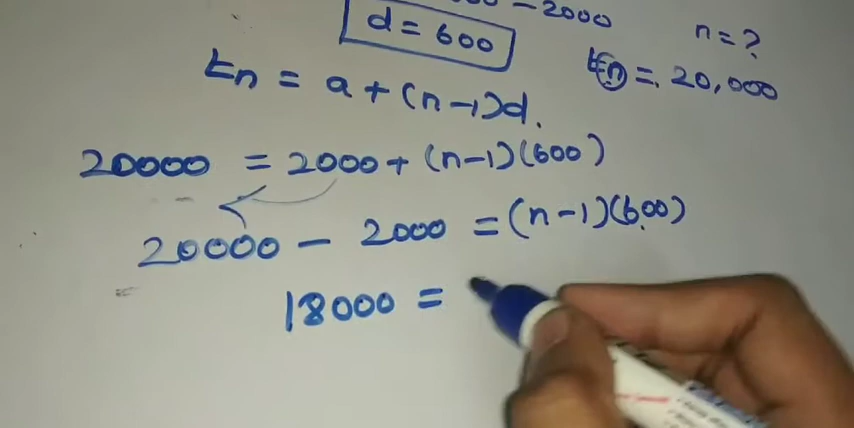 - 2000
d = 600
n = ?
tn = 20,000
tn = a + (n-1)d.
20000 = 2000 + (n-1)(600)
20000 - 2000 = (n-1)(600)
18000 =